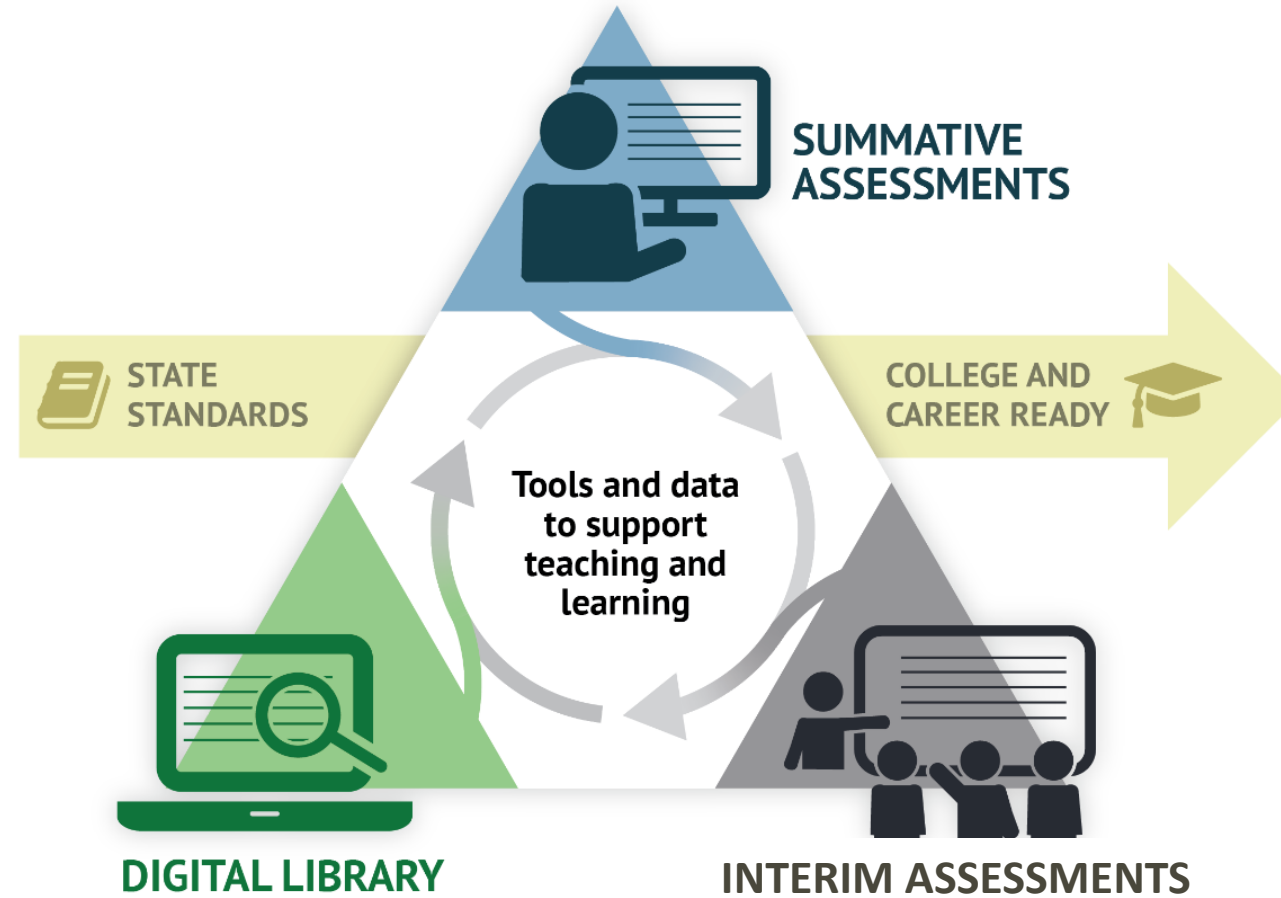 SUMMATIVE
ASSESSMENTS
STATE
STANDARDS
COLLEGE AND
CAREER READY
Tools and data
to support
teaching and
learning
DIGITAL LIBRARY
INTERIM ASSESSMENTS